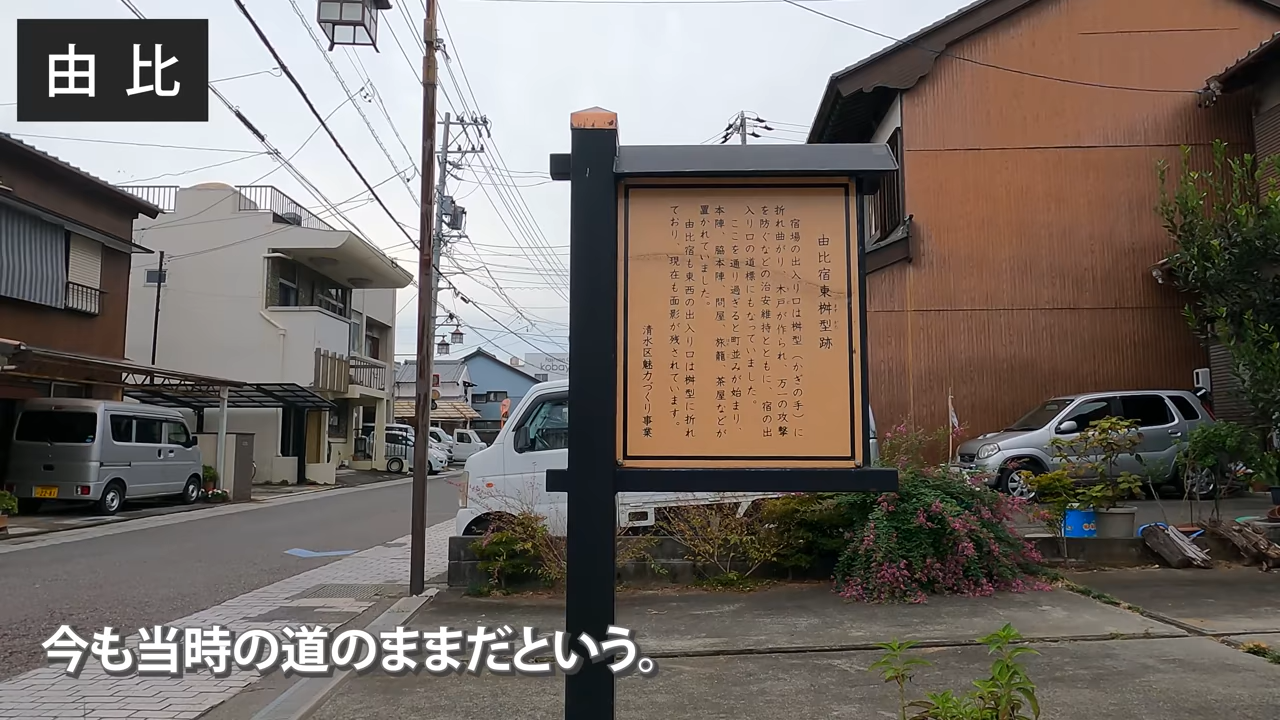 由比
由比宿東桝型跡
宿場の出入り口は桝型（かぎの手）に
折れ曲がり、木戸が作られ、万一の攻撃
を防ぐなどの治安維持とともに、宿の出
入り口の道標にもなっていました。
ここを通り過ぎると町並みが始まり、
本陣、脇本陣、問屋、旅籠、茶屋などが
置かれていました。
由比宿も東西の出入り口は桝型に折れ
ており、現在も面影が残されています。
清水区魅力づくり事業
今も当時の道のままだという。